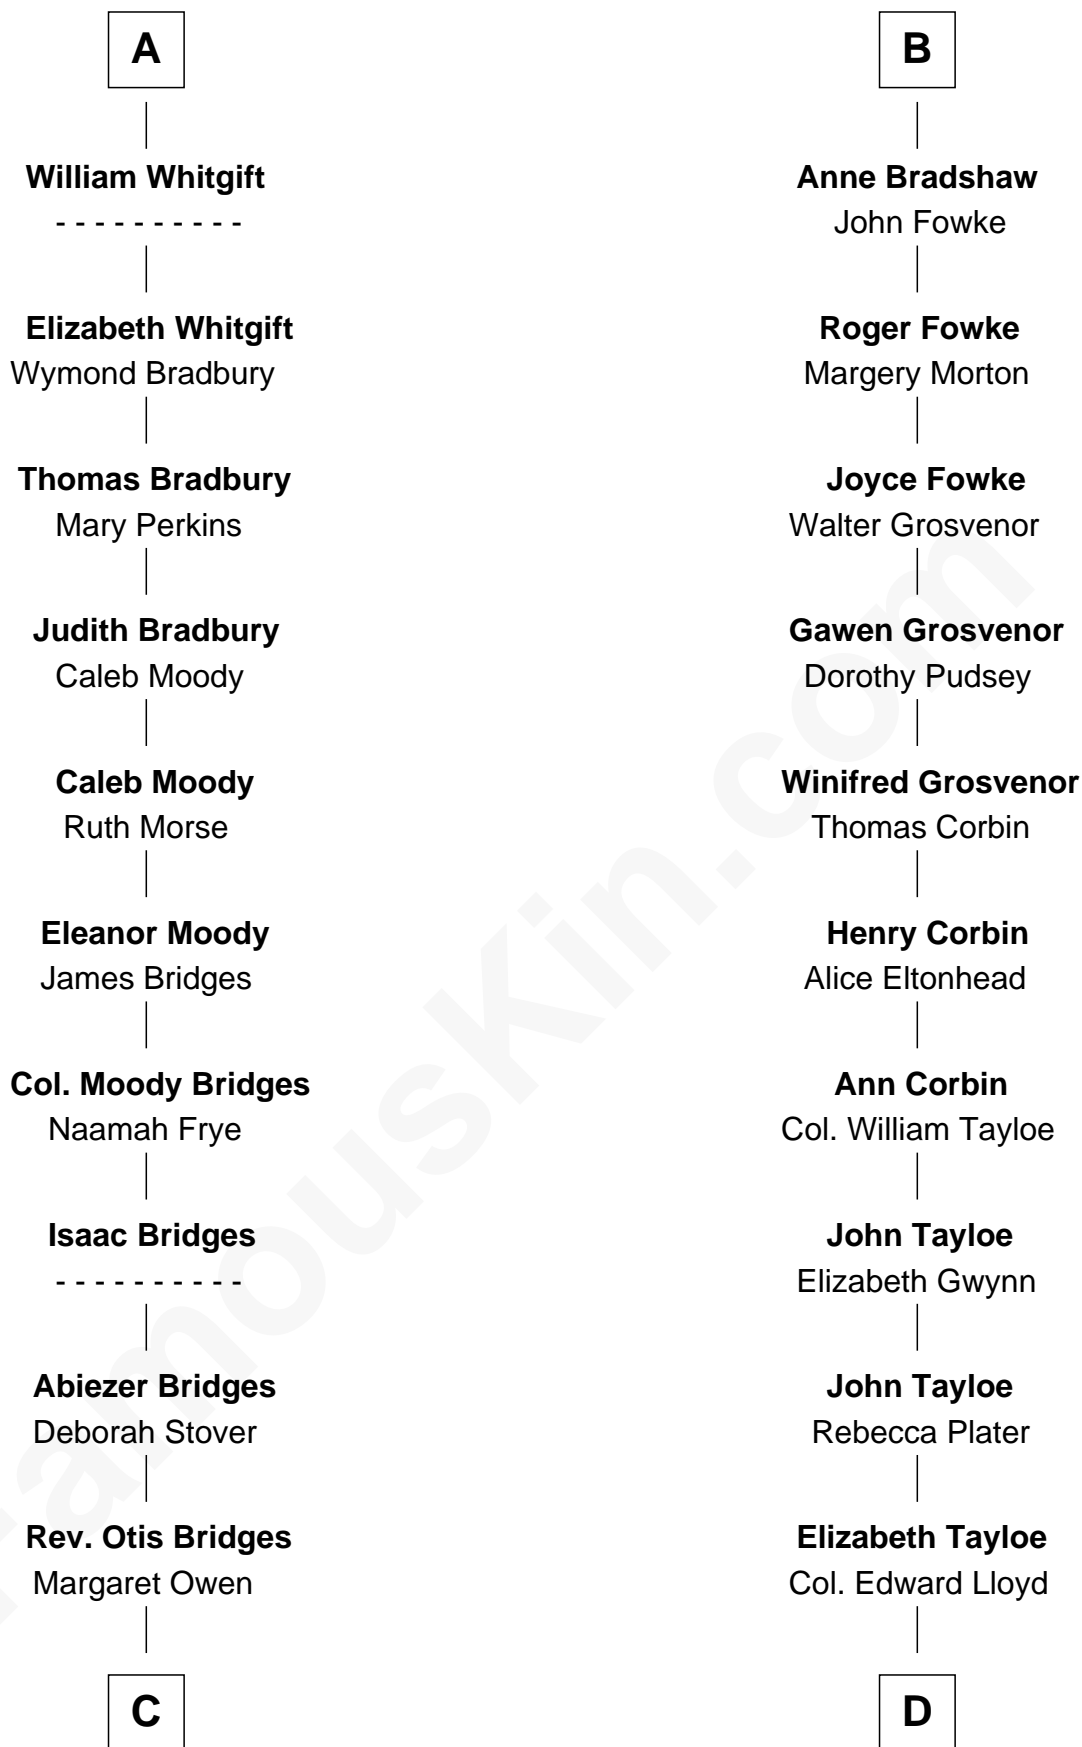 A
William Whitgift
- - - - - - - - - -
Elizabeth Whitgift
Wymond Bradbury
Thomas Bradbury
Mary Perkins
Judith Bradbury
Caleb Moody
Caleb Moody
Ruth Morse
Eleanor Moody
James Bridges
Col. Moody Bridges
Naamah Frye
Isaac Bridges
- - - - - - - - - -
Abiezer Bridges
Deborah Stover
Rev. Otis Bridges
Margaret Owen
C
B
Anne Bradshaw
John Fowke
Roger Fowke
Margery Morton
Joyce Fowke
Walter Grosvenor
Gawen Grosvenor
Dorothy Pudsey
Winifred Grosvenor
Thomas Corbin
Henry Corbin
Alice Eltonhead
Ann Corbin
Col. William Tayloe
John Tayloe
Elizabeth Gwynn
John Tayloe
Rebecca Plater
Elizabeth Tayloe
Col. Edward Lloyd
D
FamousKin.com